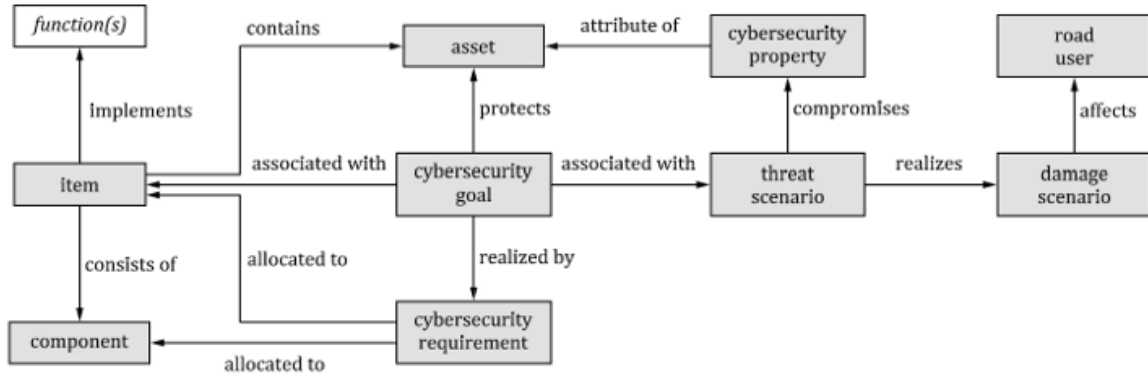 function(s)
contains
asset
attribute of
cybersecurity
property
road
user
implements
protects
compromises
affects
item
associated with
cybersecurity
goal
associated with
threat
scenario
realizes
damage
scenario
consists of
allocated to
realized by
component
cybersecurity
requirement
allocated to